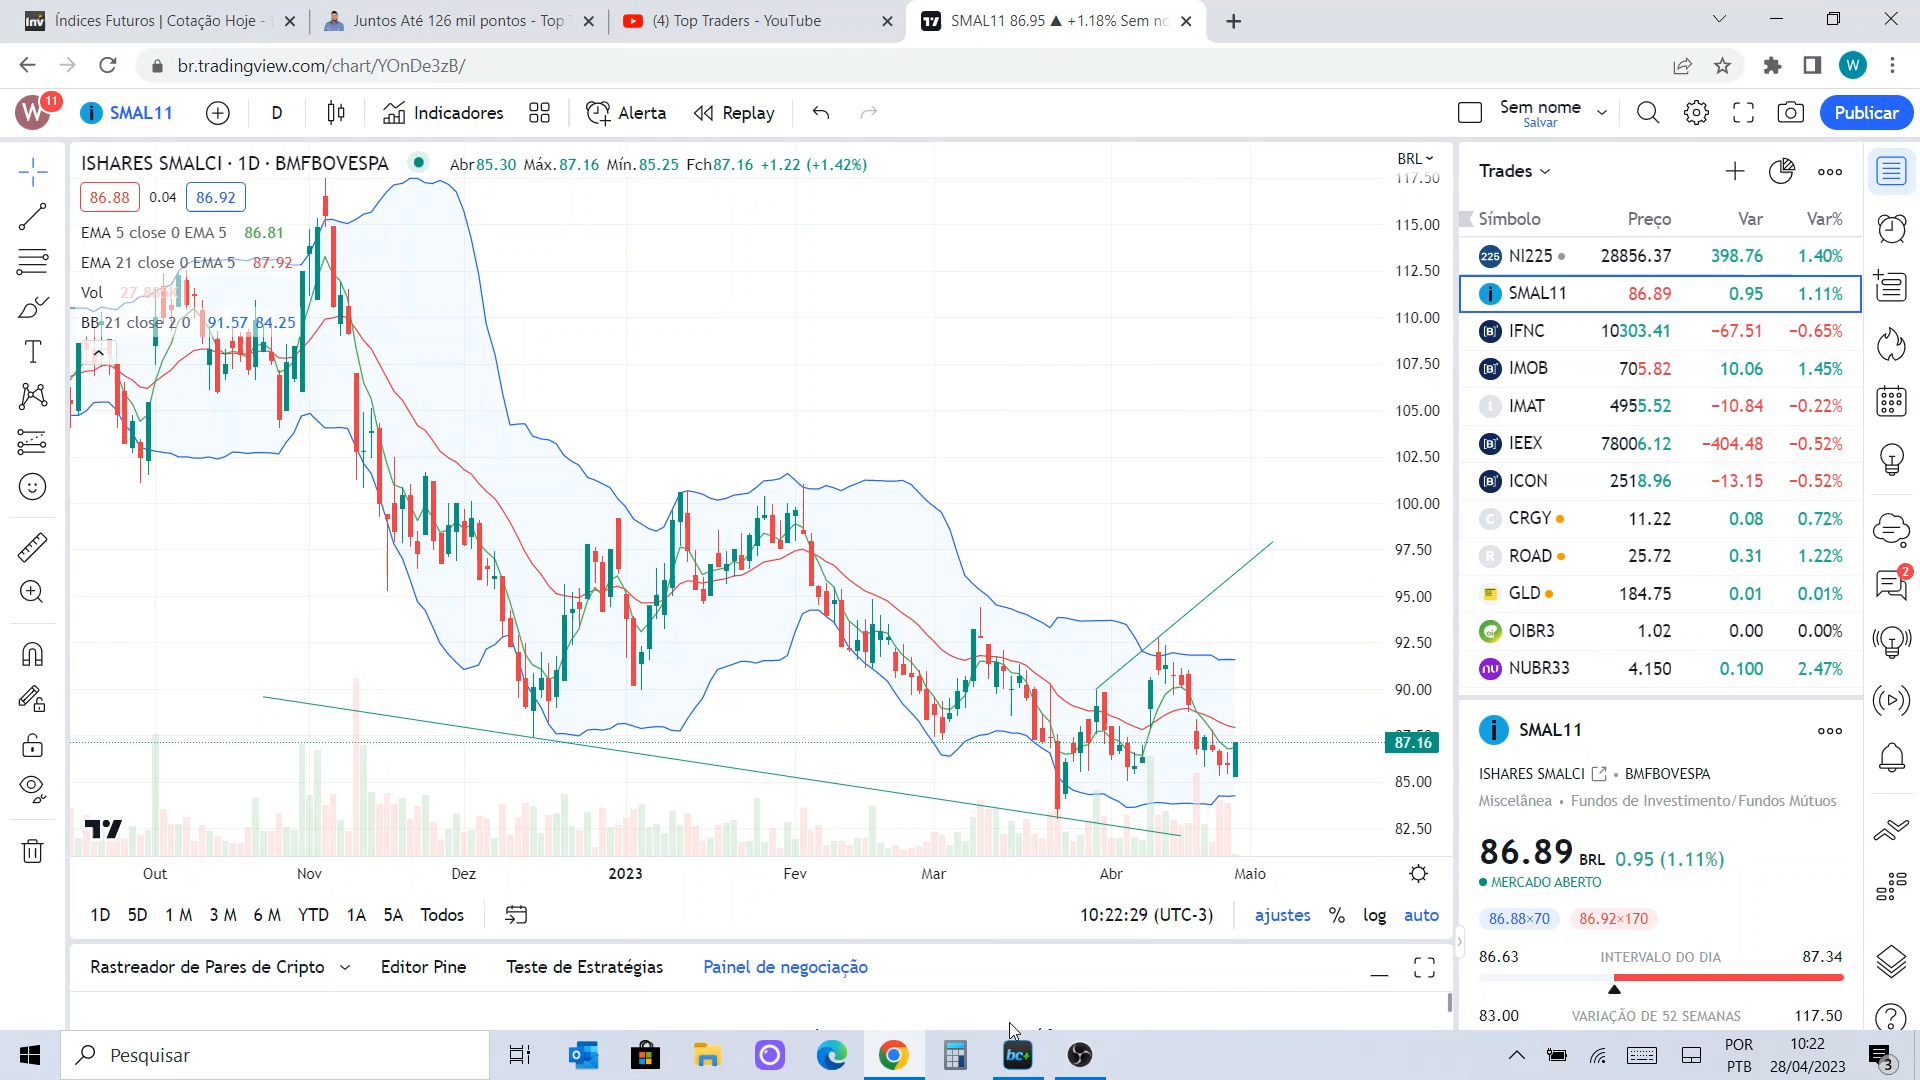 Índices Futuros | Cotação Hoje -
Juntos Até 126 mil pontos - Top
(4) Top Traders - YouTube
SMAL11 86.95 ▲ +1.18% Sem no
br.tradingview.com/chart/YOnDe3zB/
W
W 11
SMAL11
D
Indicadores
Alerta
Replay
Sem nome
Salvar
Publicar
ISHARES SMALCI · 1D · BMFBOVESPA
Abr85.30 Máx.87.16 Mín.85.25 Fch87.16 +1.22 (+1.42%)
86.88 0.04 86.92
EMA 5 close 0 EMA 5 86.81
EMA 21 close 0 EMA 5 87.92
Vol
BB 21 close 2 0 91.57 84.25
BRL
117.50
115.00
112.50
110.00
107.50
105.00
102.50
100.00
97.50
95.00
92.50
90.00
87.16
85.00
82.50
Out Nov Dez 2023 Fev Mar Abr Maio
1D 5D 1 M 3 M 6 M YTD 1A 5A Todos
10:22:29 (UTC-3) ajustes % log auto
Rastreador de Pares de Cripto Editor Pine Teste de Estratégias Painel de negociação
Trades
Símbolo Preço Var Var%
225 NI225 28856.37 398.76 1.40%
SMAL11 86.89 0.95 1.11%
[B] IFNC 10303.41 −67.51 −0.65%
[B] IMOB 705.82 10.06 1.45%
I IMAT 4955.52 −10.84 −0.22%
[B] IEEX 78006.12 −404.48 −0.52%
[B] ICON 2518.96 −13.15 −0.52%
C CRGY 11.22 0.08 0.72%
R ROAD 25.72 0.31 1.22%
GLD 184.75 0.01 0.01%
oi OIBR3 1.02 0.00 0.00%
nu NUBR33 4.150 0.100 2.47%
SMAL11
ISHARES SMALCI • BMFBOVESPA
Miscelânea • Fundos de Investimento/Fundos Mútuos
86.89 BRL 0.95 (1.11%)
MERCADO ABERTO
86.88×70 86.92×170
86.63 INTERVALO DO DIA 87.34
83.00 VARIAÇÃO DE 52 SEMANAS 117.50
2
Pesquisar
bc+
POR
PTB
10:22
28/04/2023
3